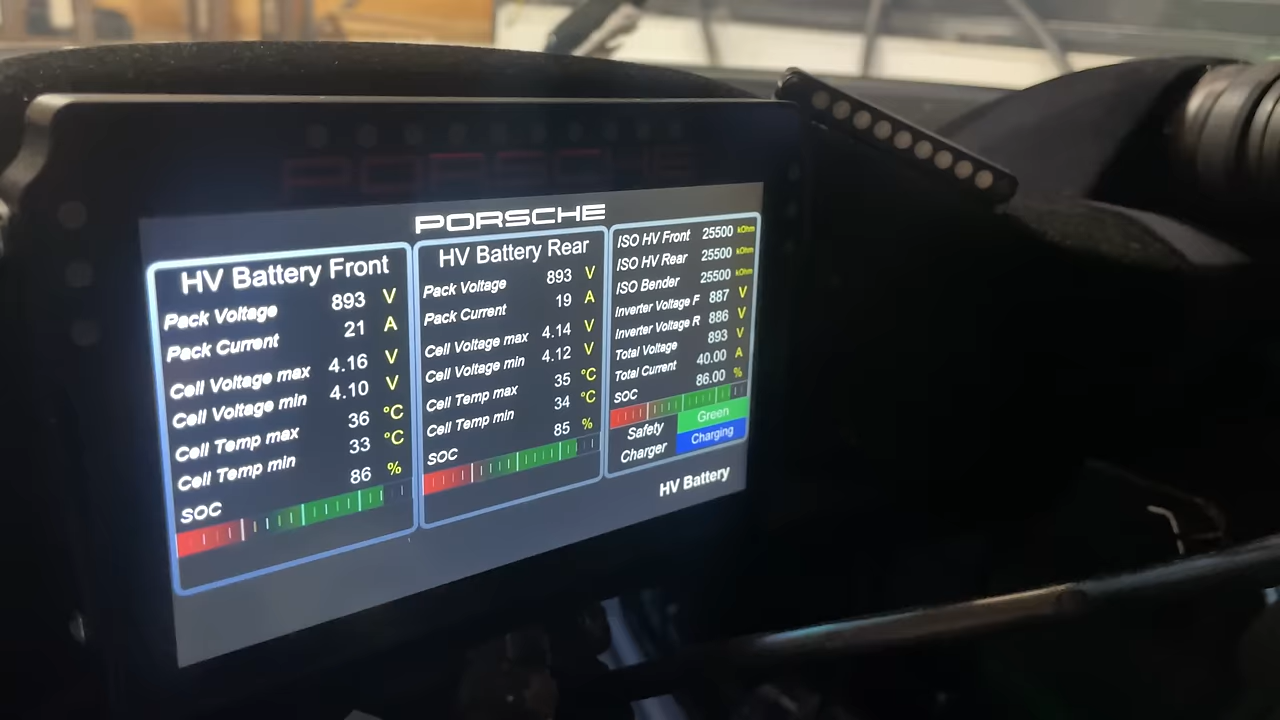 PORSCHE
PORSCHE
HV Battery Front
Pack Voltage 893 V
Pack Current 21 A
Cell Voltage max 4.16 V
Cell Voltage min 4.10 V
Cell Temp max 36 °C
Cell Temp min 33 °C
SOC 86 %
HV Battery Rear
Pack Voltage 893 V
Pack Current 19 A
Cell Voltage max 4.14 V
Cell Voltage min 4.12 V
Cell Temp max 35 °C
Cell Temp min 34 °C
SOC 85 %
ISO HV Front 25500 kOhm
ISO HV Rear 25500 kOhm
ISO Bender 25500 kOhm
Inverter Voltage F 887 V
Inverter Voltage R 886 V
Total Voltage 893 V
Total Current 40.00 A
SOC 86.00 %
Safety Green
Charger Charging
HV Battery